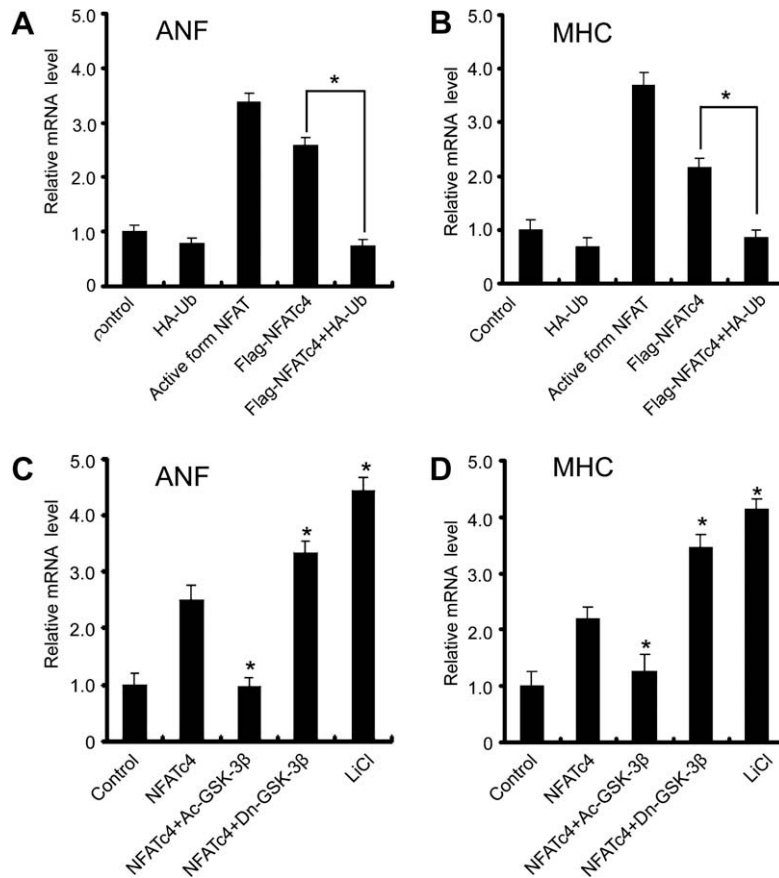 A
ANF
Relative mRNA level
5.0
4.0
3.0
2.0
1.0
0
*
control
HA-Ub
Active form NFAT
Flag-NFATc4
Flag-NFATc4+HA-Ub
B
MHC
Relative mRNA level
5.0
4.0
3.0
2.0
1.0
0
*
Control
HA-Ub
Active form NFAT
Flag-NFATc4
Flag-NFATc4+HA-Ub
C
ANF
Relative mRNA level
5.0
4.0
3.0
2.0
1.0
0
*
*
*
Control
NFATc4
NFATc4+Ac-GSK-3β
NFATc4+Dn-GSK-3β
LiCl
D
MHC
Relative mRNA level
5.0
4.0
3.0
2.0
1.0
0
*
*
*
Control
NFATc4
NFATc4+Ac-GSK-3β
NFATc4+Dn-GSK-3β
LiCl